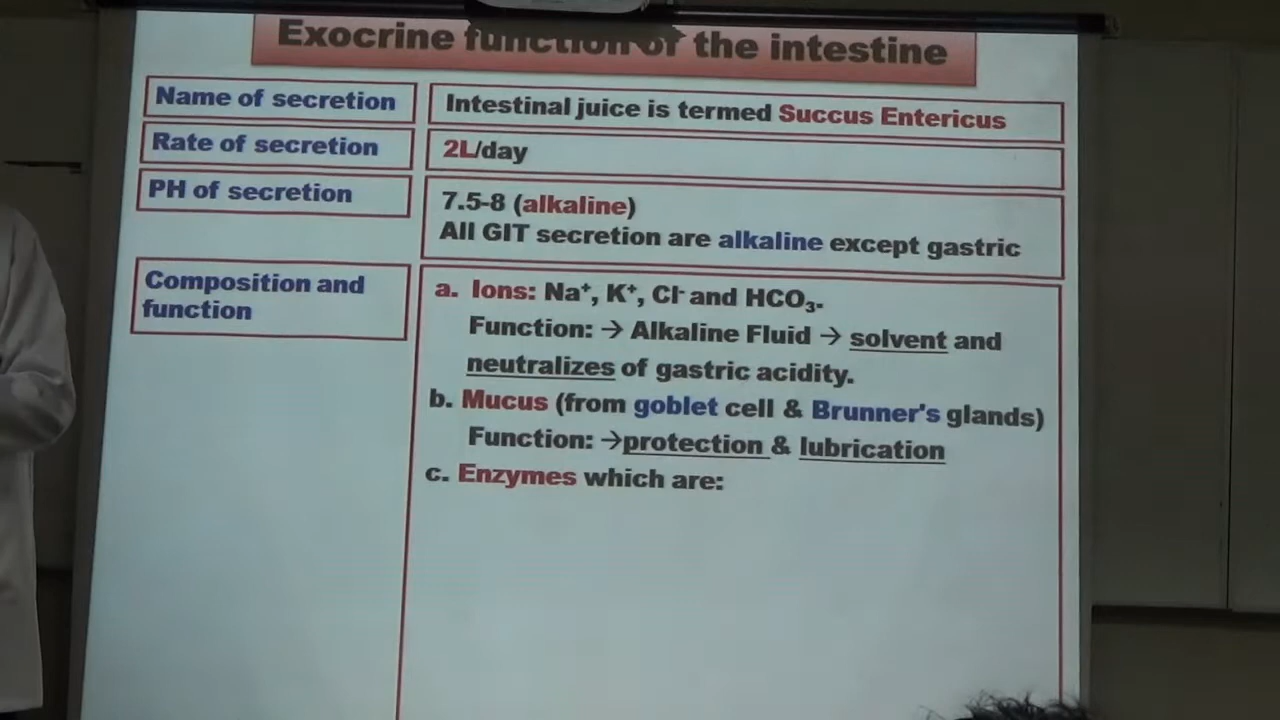 Exocrine function of the intestine
Name of secretion
Intestinal juice is termed Succus Entericus
Rate of secretion
2L/day
PH of secretion
7.5-8 (alkaline)
All GIT secretion are alkaline except gastric
Composition and
function
a. Ions: Na⁺, K⁺, Cl⁻ and HCO₃-.
Function: → Alkaline Fluid → solvent and
neutralizes of gastric acidity.
b. Mucus (from goblet cell & Brunner's glands)
Function: →protection & lubrication
c. Enzymes which are: